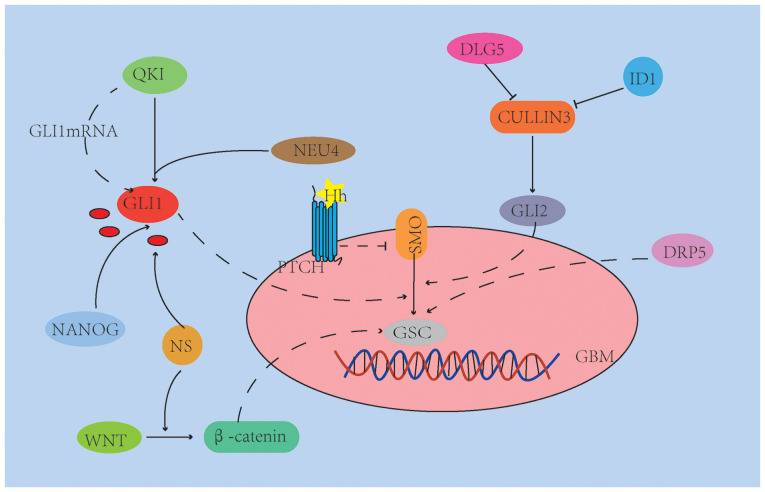 DLG5
QKI
ID1
CULLIN3
GLI1mRNA
NEU4
Hh
GLI1
GLI2
SMO
DRP5
PTCH
NANOG
GSC
NS
GBM
WNT
β-catenin